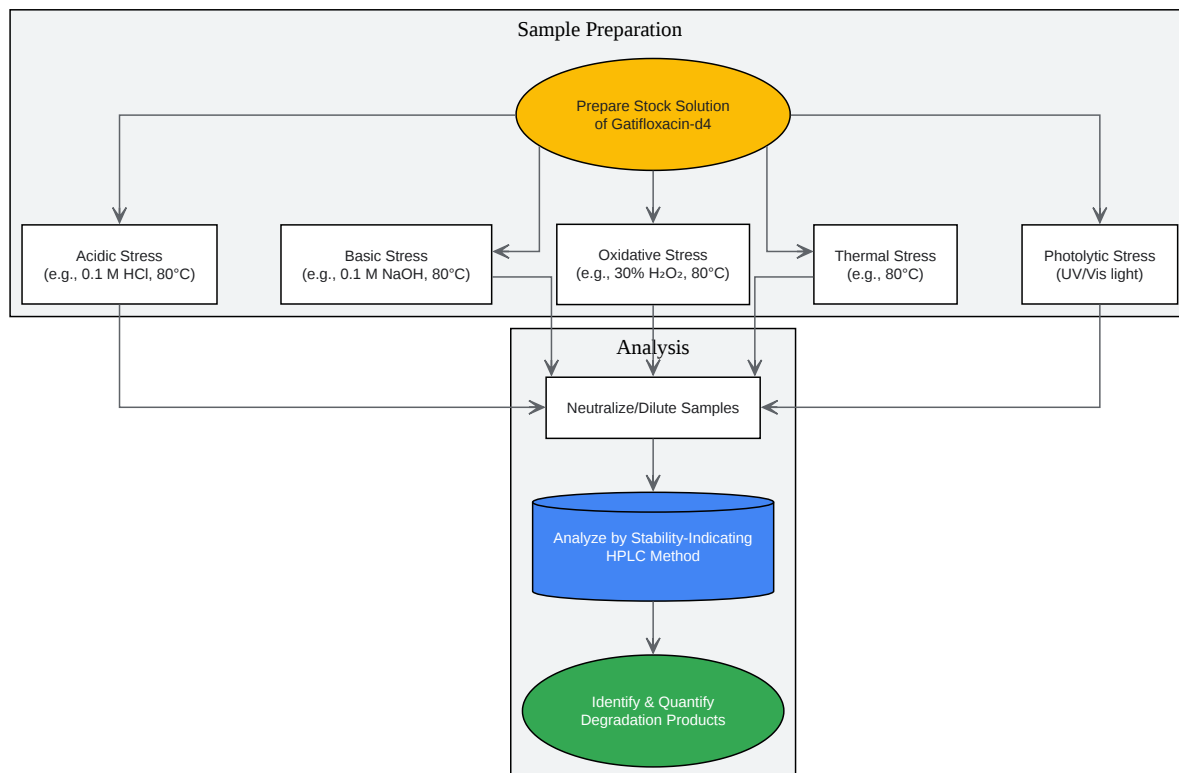 Sample Preparation
Prepare Stock Solution
of Gatifloxacin-d4
Acidic Stress
(e.g., 0.1 M HCl, 80°C)
Basic Stress
(e.g., 0.1 M NaOH, 80°C)
Oxidative Stress
(e.g., 30% H₂O₂, 80°C)
Thermal Stress
(e.g., 80°C)
Photolytic Stress
(UV/Vis light)
Analysis
Neutralize/Dilute Samples
Analyze by Stability-Indicating
HPLC Method
Identify & Quantify
Degradation Products